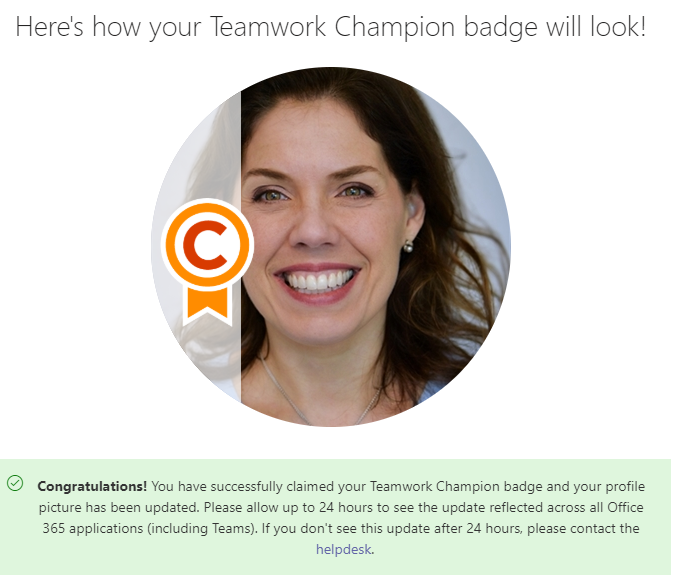 Here's how your Teamwork Champion badge will look!
C
Congratulations! You have successfully claimed your Teamwork Champion badge and your profile
picture has been updated. Please allow up to 24 hours to see the update reflected across all Office
365 applications (including Teams). If you don't see this update after 24 hours, please contact the
helpdesk.